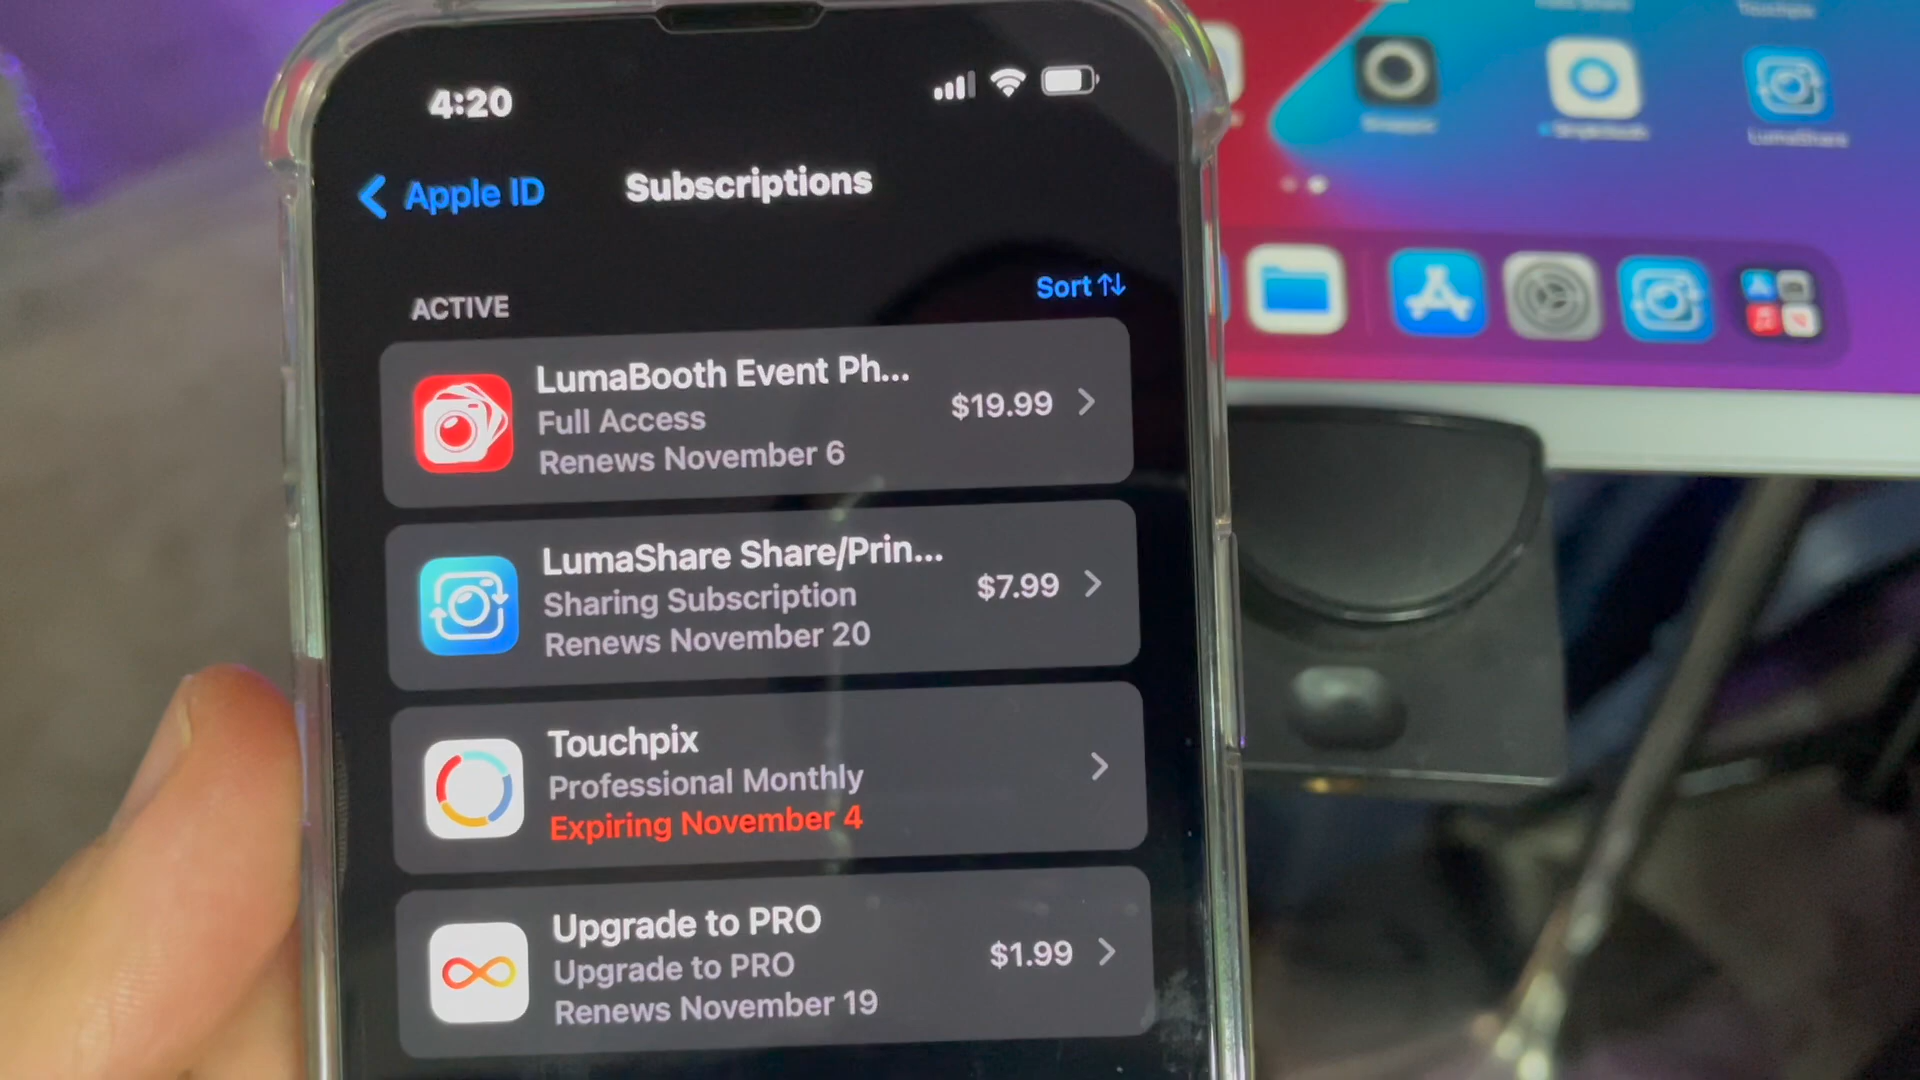 4:20
Apple ID
Subscriptions
Sort
ACTIVE
LumaBooth Event Ph...
Full Access
Renews November 6
$19.99
LumaShare Share/Prin...
Sharing Subscription
Renews November 20
$7.99
Touchpix
Professional Monthly
Expiring November 4
Upgrade to PRO
Upgrade to PRO
Renews November 19
$1.99
LumaShare